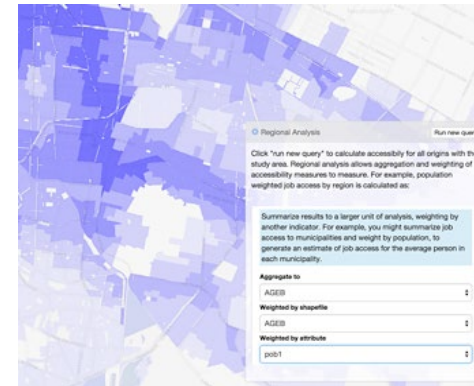 Regional Analysis
Run new query
Click "run new query" to calculate accessibily for all origins with the
study area. Regional analysis allows aggregation and weighting of
accessibility measures to measure. For example, population
weighted job access by region is calculated as:
Summarize results to a larger unit of analysis, weighting by
another indicator. For example, you might summarize job
access to municipalities and weight by population, to
generate an estimate of job access for the average person in
each municipality.
Aggregate to
AGEB
Weighted by shapefile
AGEB
Weighted by attribute
pob1